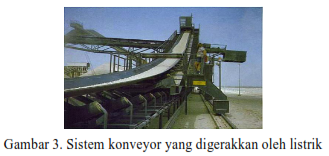 Gambar 3. Sistem konveyor yang digerakkan oleh listrik